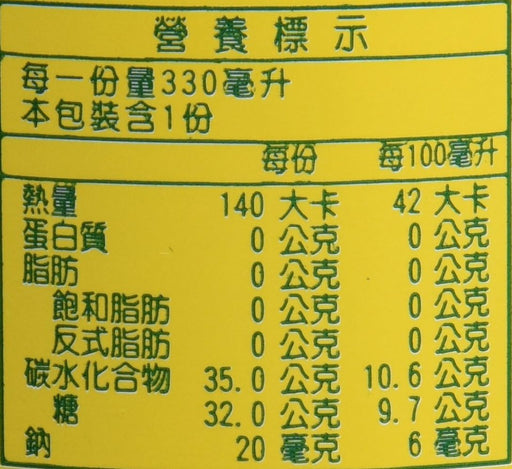 營養標示
每一份量330毫升
本包裝含1份
每份 每100毫升
熱量 140 大卡 42 大卡
蛋白質 0 公克 0 公克
脂肪 0 公克 0 公克
飽和脂肪 0 公克 0 公克
反式脂肪 0 公克 0 公克
碳水化合物 35.0 公克 10.6 公克
糖 32.0 公克 9.7 公克
鈉 20 毫克 6 毫克